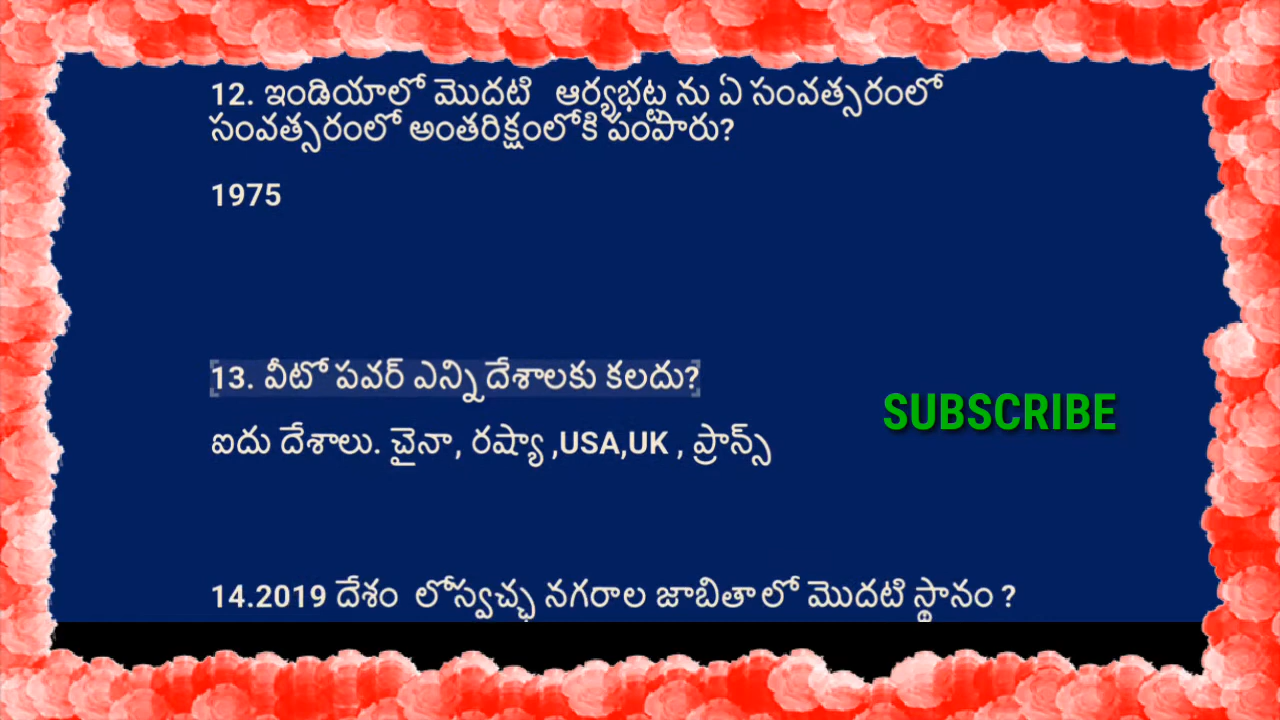 12. ఇండియాలో మొదటి ఆర్యభట్ట ను ఏ సంవత్సరంలో
సంవత్సరంలో అంతరిక్షంలోకి పంపారు?
1975
13. వీటో పవర్ ఎన్ని దేశాలకు కలదు?
SUBSCRIBE
ఐదు దేశాలు. చైనా, రష్యా ,USA,UK , ప్రాన్స్
14.2019 దేశం లోస్వచ్ఛ నగరాల జాబితాలో మొదటి స్థానం ?